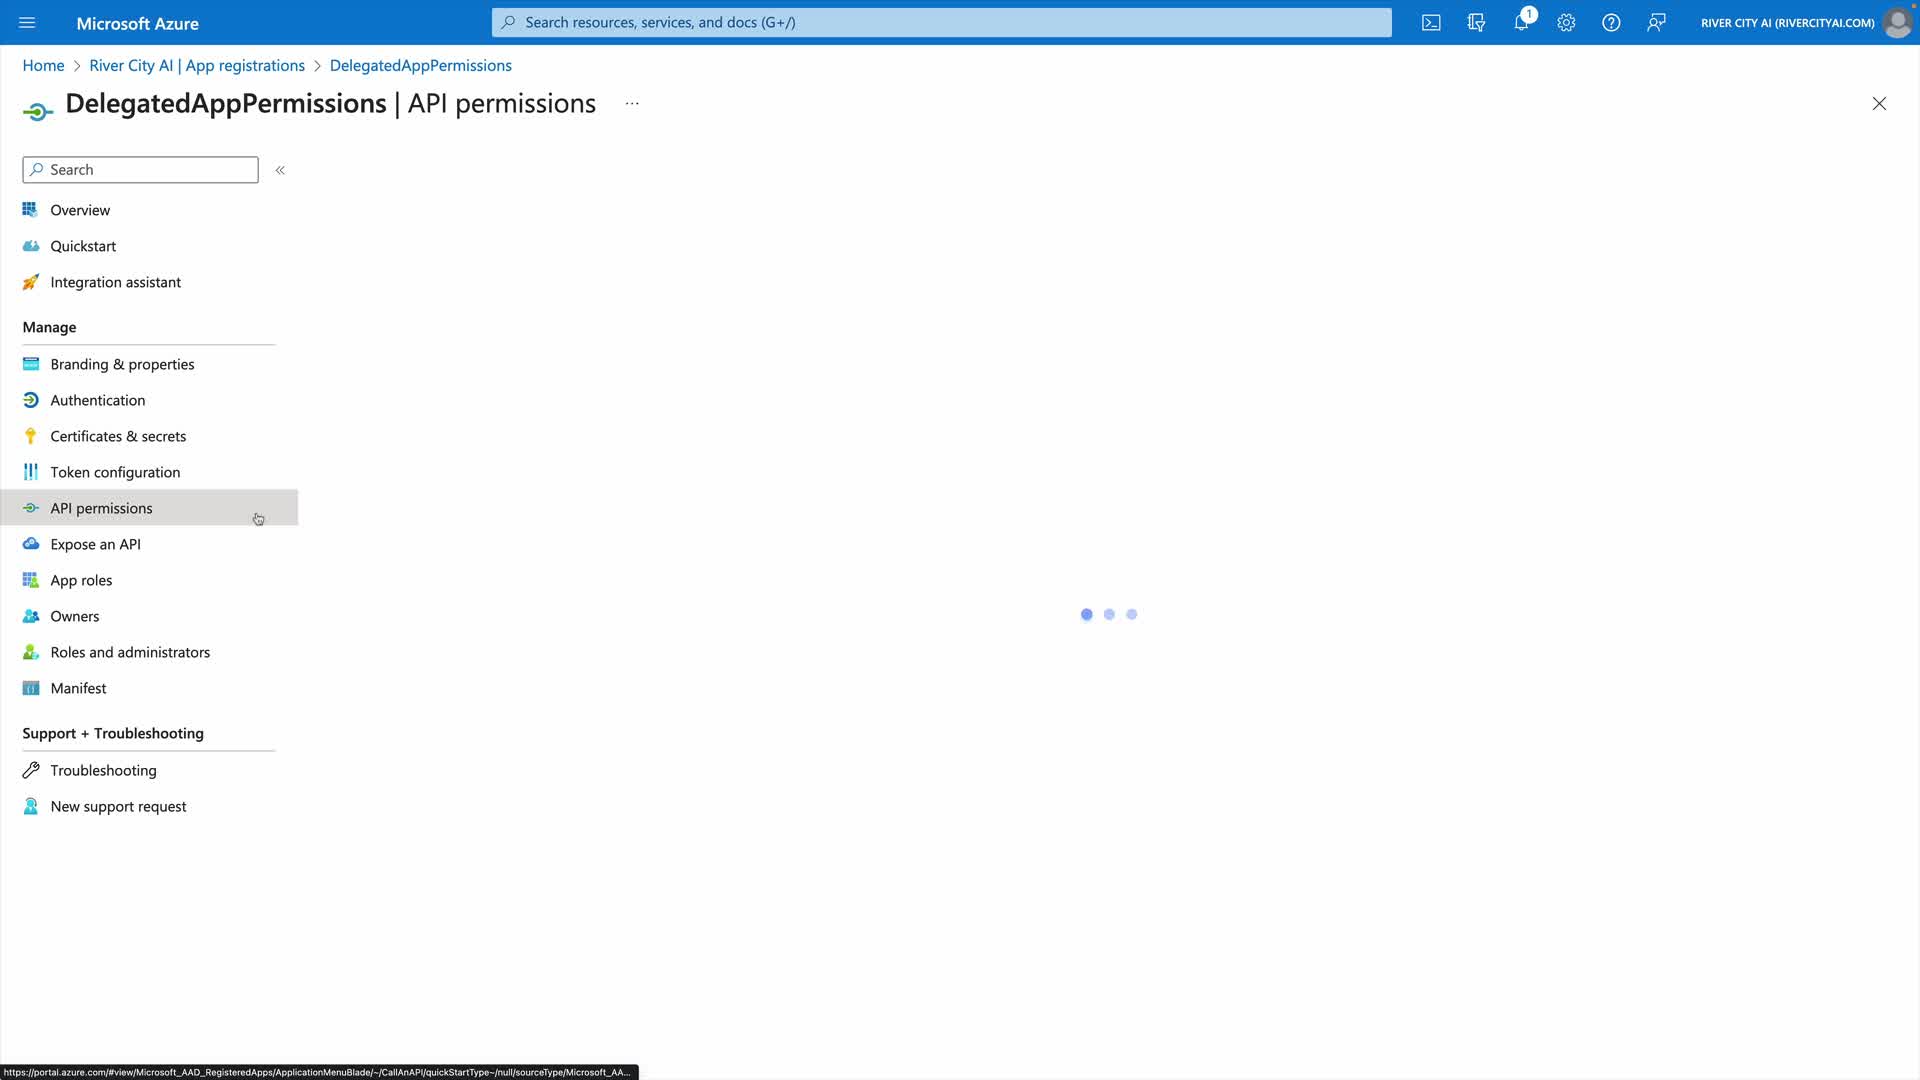 Microsoft Azure
Search resources, services, and docs (G+/)
1
RIVER CITY AI (RIVERCITYAI.COM)
Home > River City AI | App registrations > DelegatedAppPermissions
DelegatedAppPermissions | API permissions ...
Search «
Overview
Quickstart
Integration assistant
Manage
Branding & properties
Authentication
Certificates & secrets
Token configuration
API permissions
Expose an API
App roles
Owners
Roles and administrators
Manifest
Support + Troubleshooting
Troubleshooting
New support request
https://portal.azure.com/#view/Microsoft_AAD_RegisteredApps/ApplicationMenuBlade/~/CallAnAPI/quickStartType~/null/sourceType/Microsoft_AA...